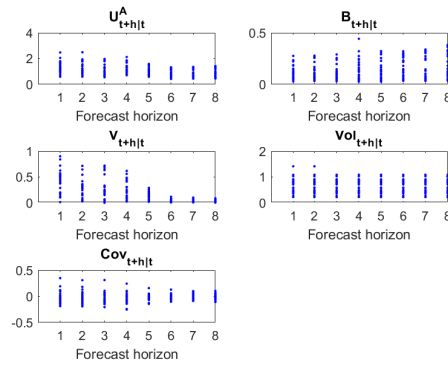 U^A_{t+h|t}
4
2
0
1 2 3 4 5 6 7 8
Forecast horizon
B_{t+h|t}
0.5
0
1 2 3 4 5 6 7 8
Forecast horizon
V_{t+h|t}
1
0.5
0
1 2 3 4 5 6 7 8
Forecast horizon
Vol_{t+h|t}
2
1
0
1 2 3 4 5 6 7 8
Forecast horizon
Cov_{t+h|t}
0.5
0
-0.5
1 2 3 4 5 6 7 8
Forecast horizon